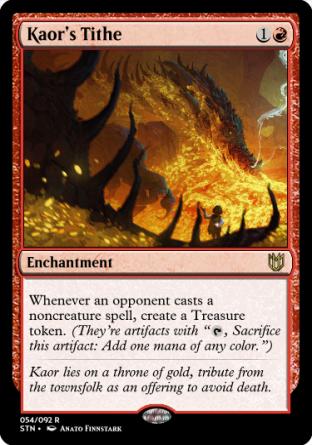 Kaor's Tithe 1
Enchantment
Whenever an opponent casts a
noncreature spell, create a Treasure
token. (They're artifacts with “, Sacrifice
this artifact: Add one mana of any color.”)
Kaor lies on a throne of gold, tribute from
the townsfolk as an offering to avoid death.
054/092 R
STN • Anato Finnstark